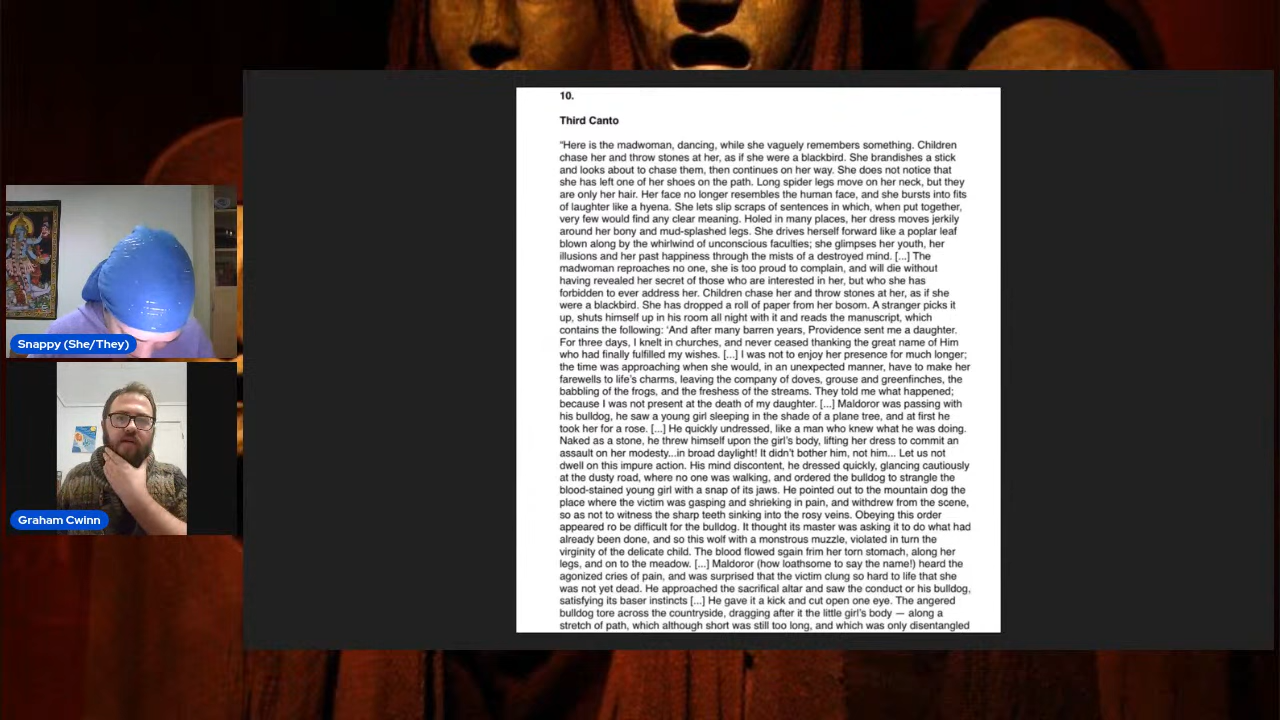 10.
Third Canto
“Here is the madwoman, dancing, while she vaguely remembers something. Children
chase her and throw stones at her, as if she were a blackbird. She brandishes a stick
and looks about to chase them, then continues on her way. She does not notice that
she has left one of her shoes on the path. Long spider legs move on her neck, but they
are only her hair. Her face no longer resembles the human face, and she bursts into fits
of laughter like a hyena. She lets slip scraps of sentences in which, when put together,
very few would find any clear meaning. Holed in many places, her dress moves jerkily
around her bony and mud-splashed legs. She drives herself forward like a poplar leaf
blown along by the whirlwind of unconscious faculties; she glimpses her youth, her
illusions and her past happiness through the mists of a destroyed mind. [...] The
madwoman reproaches no one, she is too proud to complain, and will die without
having revealed her secret of those who are interested in her, but who she has
forbidden to ever address her. Children chase her and throw stones at her, as if she
were a blackbird. She has dropped a roll of paper from her bosom. A stranger picks it
up, shuts himself up in his room all night with it and reads the manuscript, which
contains the following: ‘And after many barren years, Providence sent me a daughter.
For three days, I knelt in churches, and never ceased thanking the great name of Him
who had finally fulfilled my wishes. [...] I was not to enjoy her presence for much longer;
the time was approaching when she would, in an unexpected manner, have to make her
farewells to life’s charms, leaving the company of doves, grouse and greenfinches, the
babbling of the frogs, and the freshness of the streams. They told me what happened;
because I was not present at the death of my daughter. [...] Maldoror was passing with
his bulldog, he saw a young girl sleeping in the shade of a plane tree, and at first he
took her for a rose. [...] He quickly undressed, like a man who knew what he was doing.
Naked as a stone, he threw himself upon the girl’s body, lifting her dress to commit an
assault on her modesty...in broad daylight! It didn’t bother him, not him... Let us not
dwell on this impure action. His mind discontent, he dressed quickly, glancing cautiously
at the dusty road, where no one was walking, and ordered the bulldog to strangle the
blood-stained young girl with a snap of its jaws. He pointed out to the mountain dog the
place where the victim was gasping and shrieking in pain, and withdrew from the scene,
so as not to witness the sharp teeth sinking into the rosy veins. Obeying this order
appeared ro be difficult for the bulldog. It thought its master was asking it to do what had
already been done, and so this wolf with a monstrous muzzle, violated in turn the
virginity of the delicate child. The blood flowed sgain frim her torn stomach, along her
legs, and on to the meadow. [...] Maldoror (how loathsome to say the name!) heard the
agonized cries of pain, and was surprised that the victim clung so hard to life that she
was not yet dead. He approached the sacrifical altar and saw the conduct or his bulldog,
satisfying its baser instincts [...] He gave it a kick and cut open one eye. The angered
bulldog tore across the countryside, dragging after it the little girl’s body — along a
stretch of path, which although short was still too long, and which was only disentangled
Snappy (She/They)
Graham Cwinn